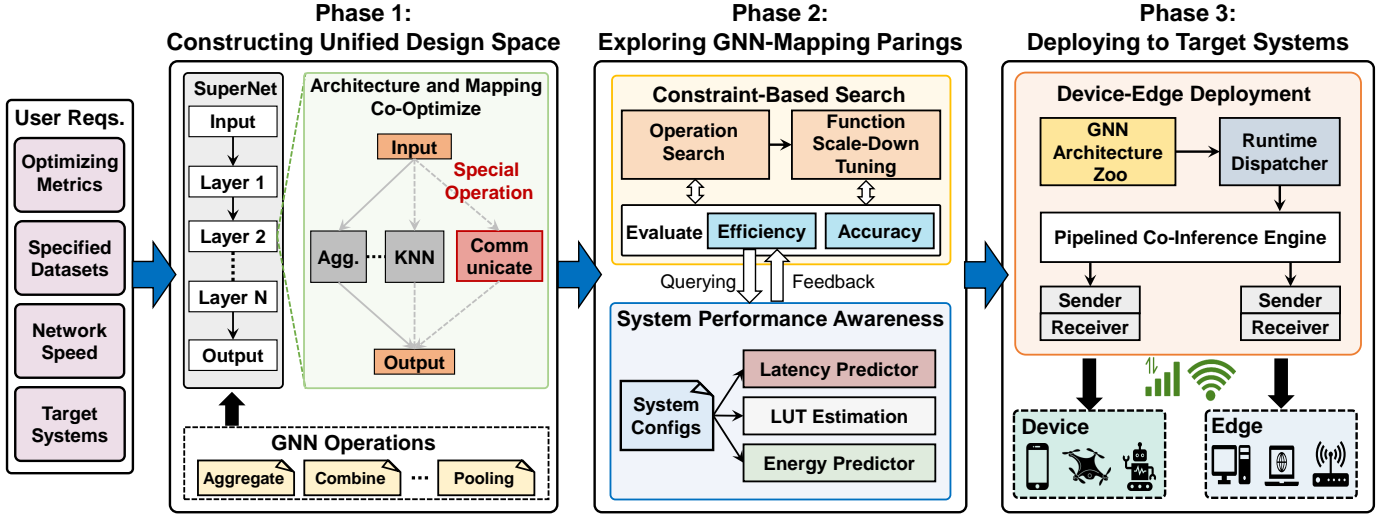 Phase 1:
Constructing Unified Design Space
Phase 2:
Exploring GNN-Mapping Parings
Phase 3:
Deploying to Target Systems
User Reqs.
Optimizing
Metrics
Specified
Datasets
Network
Speed
Target
Systems
SuperNet
Input
Layer 1
Layer 2
Layer N
Output
Architecture and Mapping
Co-Optimize
Input
Special
Operation
Agg.
KNN
Comm
unicate
Output
GNN Operations
Aggregate
Combine
...
Pooling
Constraint-Based Search
Operation
Search
Function
Scale-Down
Tuning
Evaluate
Efficiency
Accuracy
Querying
Feedback
System Performance Awareness
System
Configs
Latency Predictor
LUT Estimation
Energy Predictor
Device-Edge Deployment
GNN
Architecture
Zoo
Runtime
Dispatcher
Pipelined Co-Inference Engine
Sender
Receiver
Sender
Receiver
Device
Edge